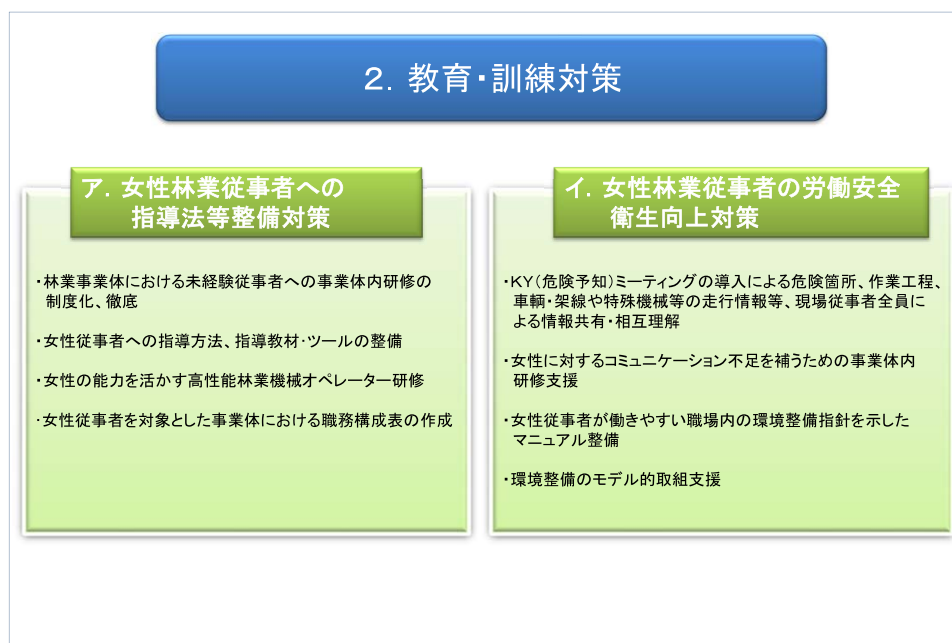 ２．教育・訓練対策
ア．女性林業従事者への
指導法等整備対策
・林業事業体における未経験従事者への事業体内研修の
制度化、徹底
・女性従事者への指導方法、指導教材・ツールの整備
・女性の能力を活かす高性能林業機械オペレーター研修
・女性従事者を対象とした事業体における職務構成表の作成
イ．女性林業従事者の労働安全
衛生向上対策
・KY（危険予知）ミーティングの導入による危険箇所、作業工程、
車輌・架線や特殊機械等の走行情報等、現場従事者全員に
よる情報共有・相互理解
・女性に対するコミュニケーション不足を補うための事業体内
研修支援
・女性従事者が働きやすい職場内の環境整備指針を示した
マニュアル整備
・環境整備のモデル的取組支援